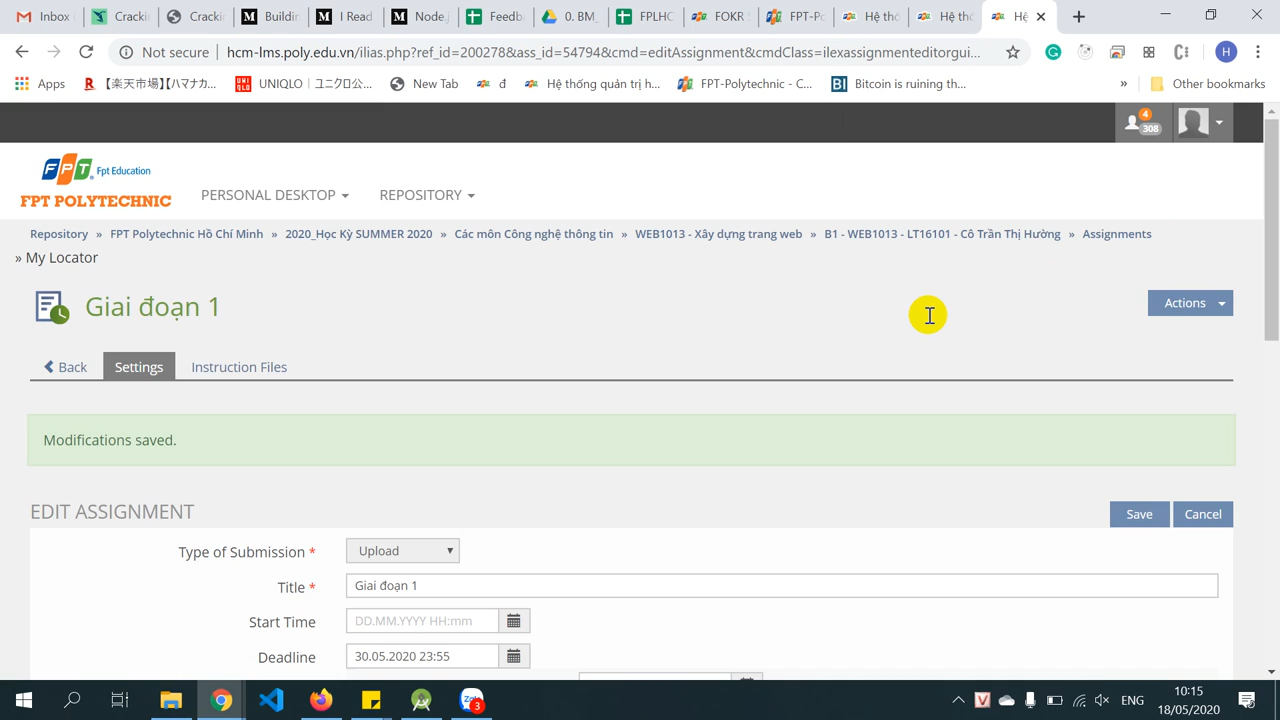 Inbox
Cracki
Cracki
Buildin
I Read
Node.
Feedb
0. BM_
FPLHC
FOKR
FPT-Po
Hệ thố
Hệ thố
Hệ
Not secure
hcm-lms.poly.edu.vn/ilias.php?ref_id=200278&ass_id=54794&cmd=editAssignment&cmdClass=ilexassignmenteditorgui...
H
Apps
【楽天市場】【ハマナカ...
UNIQLO | ユニクロ...
New Tab
đ
Hệ thống quản trị h...
FPT-Polytechnic - C...
Bitcoin is ruining th...
»
Other bookmarks
4
308
FPT Fpt Education
FPT POLYTECHNIC
PERSONAL DESKTOP
REPOSITORY
Repository » FPT Polytechnic Hồ Chí Minh » 2020_Học Kỳ SUMMER 2020 » Các môn Công nghệ thông tin » WEB1013 - Xây dựng trang web » B1 - WEB1013 - LT16101 - Cô Trần Thị Hường » Assignments
» My Locator
Giai đoạn 1
Actions
Back
Settings
Instruction Files
Modifications saved.
EDIT ASSIGNMENT
Save
Cancel
Type of Submission *
Upload
Title *
Giai đoạn 1
Start Time
DD.MM.YYYY HH:mm
Deadline
30.05.2020 23:55
3
ENG
10:15
18/05/2020